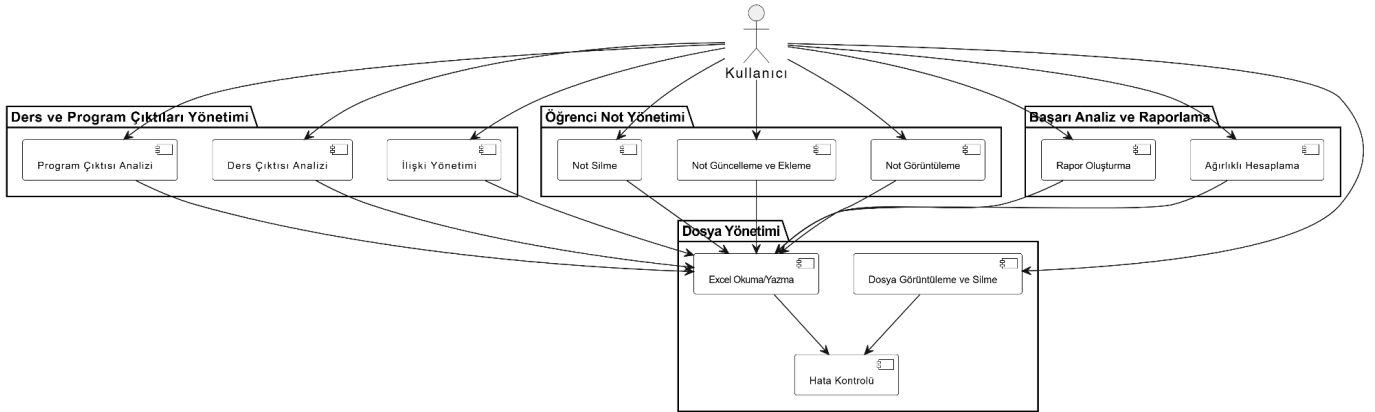 Kullanıcı
Ders ve Program Çıktıları Yönetimi
Program Çıktısı Analizi
Ders Çıktısı Analizi
İlişki Yönetimi
Öğrenci Not Yönetimi
Not Silme
Not Güncelleme ve Ekleme
Not Görüntüleme
Başarı Analiz ve Raporlama
Rapor Oluşturma
Ağırlıklı Hesaplama
Dosya Yönetimi
Excel Okuma/Yazma
Dosya Görüntüleme ve Silme
Hata Kontrolü